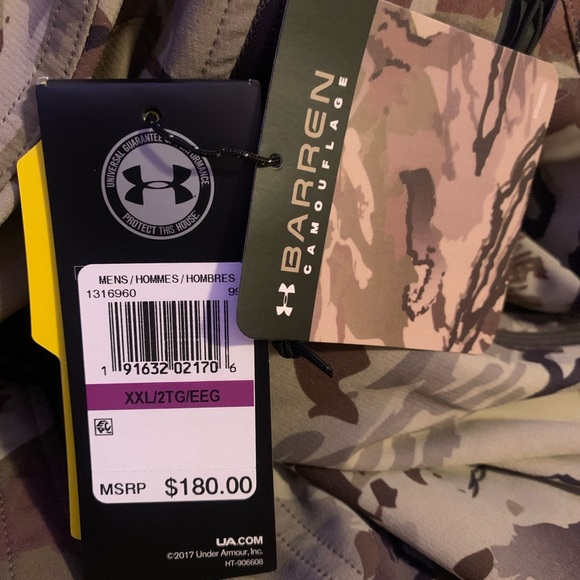 UNIVERSAL GUARANTEE OF PERFORMANCE
PROTECT THIS HOUSE
MENS/HOMMES/HOMBRES
1316960
1 91632 02170 6
XXL/2TG/EEG
MSRP $180.00
UA.COM
©2017 Under Armour, Inc.
HT-906608
BARREN
CAMOUFLAGE